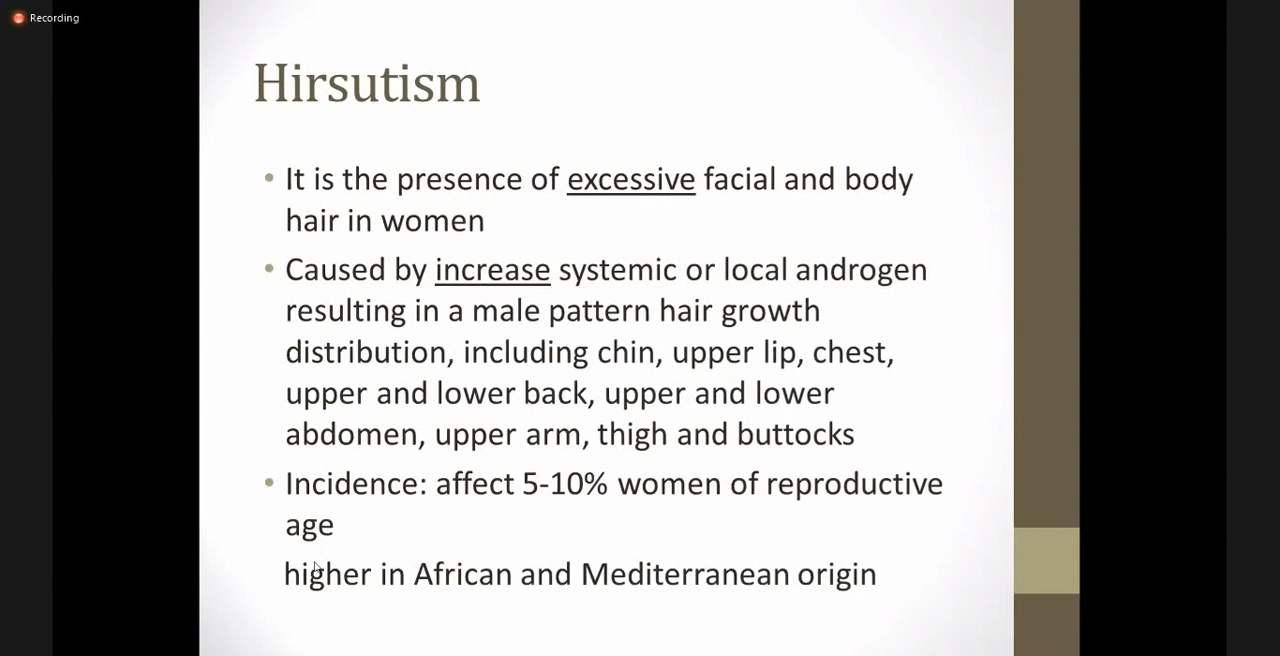 Recording
Hirsutism
• It is the presence of excessive facial and body
hair in women
• Caused by increase systemic or local androgen
resulting in a male pattern hair growth
distribution, including chin, upper lip, chest,
upper and lower back, upper and lower
abdomen, upper arm, thigh and buttocks
• Incidence: affect 5-10% women of reproductive
age
higher in African and Mediterranean origin